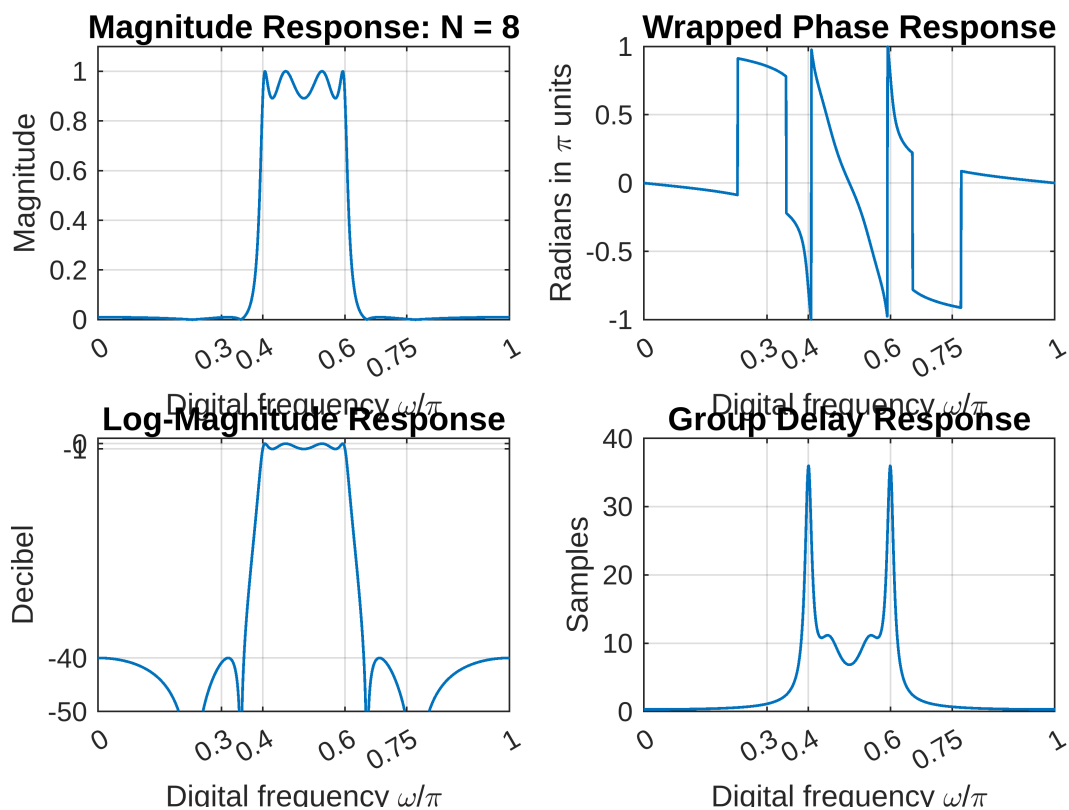 Magnitude Response: N = 8
Magnitude
1
0.8
0.6
0.4
0.2
0
0 0.3 0.4 0.6 0.75 1
Digital frequency ω/π
Wrapped Phase Response
Radians in π units
1
0.5
0
-0.5
-1
0 0.3 0.4 0.6 0.75 1
Digital frequency ω/π
Log-Magnitude Response
Decibel
0
-1
-40
-50
0 0.3 0.4 0.6 0.75 1
Digital frequency ω/π
Group Delay Response
Samples
40
30
20
10
0
0 0.3 0.4 0.6 0.75 1
Digital frequency ω/π